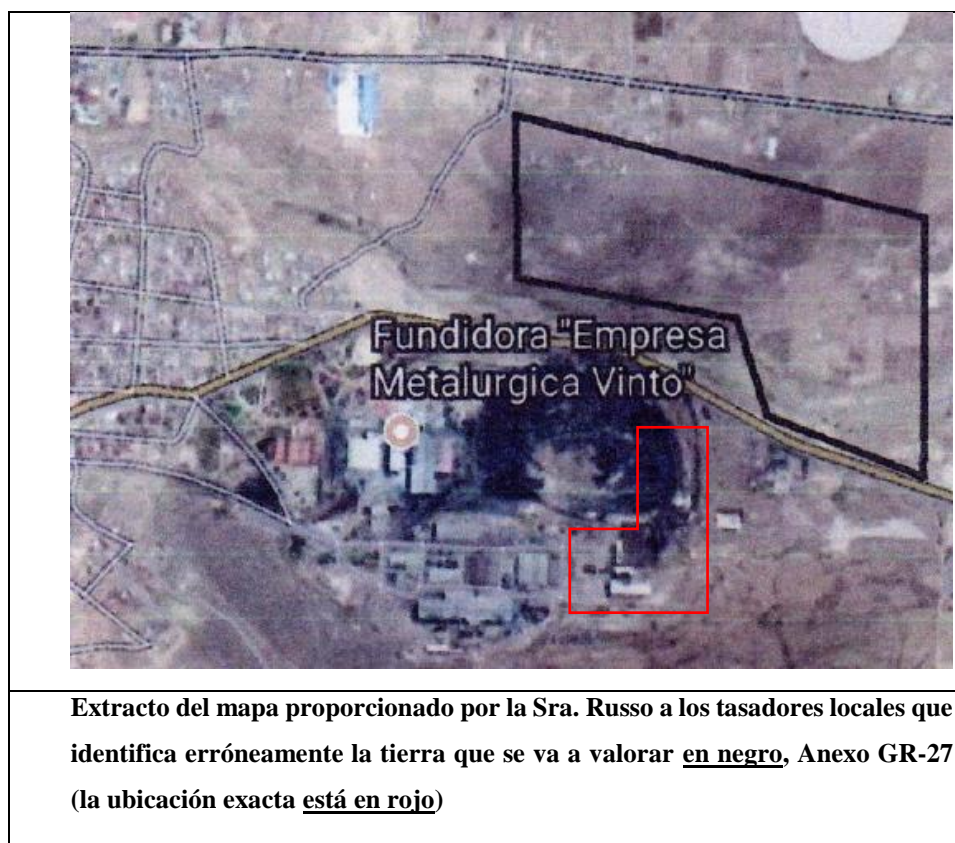 Fundidora "Empresa
Metalurgica Vinto"
Extracto del mapa proporcionado por la Sra. Russo a los tasadores locales que
identifica erróneamente la tierra que se va a valorar en negro, Anexo GR-27
(la ubicación exacta está en rojo)